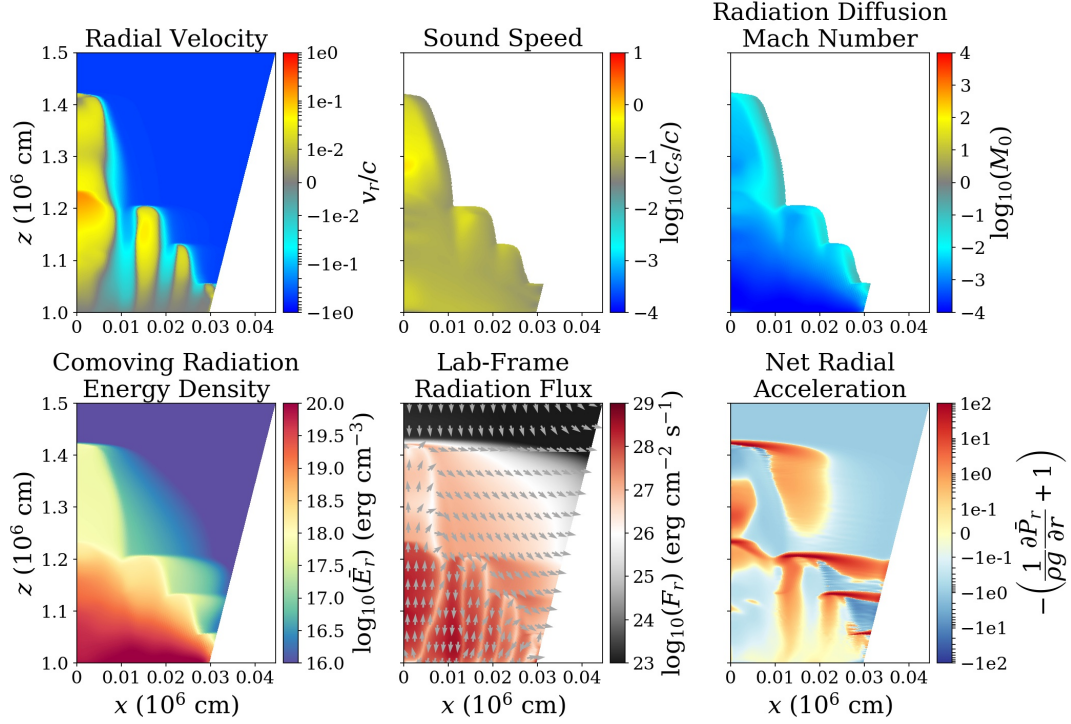 Radial Velocity
1.5
1.4
1.3
1.2
1.1
1.0
z (10⁶ cm)
0 0.01 0.02 0.03 0.04
1e0
1e-1
1e-2
0
−1e-2
−1e-1
−1e0
v_r/c
Sound Speed
0 0.01 0.02 0.03 0.04
1
0
−1
−2
−3
−4
log₁₀(c_s/c)
Radiation Diffusion
Mach Number
0 0.01 0.02 0.03 0.04
4
3
2
1
0
−1
−2
−3
−4
log₁₀(M₀)
Comoving Radiation
Energy Density
1.5
1.4
1.3
1.2
1.1
1.0
z (10⁶ cm)
0 0.01 0.02 0.03 0.04
x (10⁶ cm)
20.0
19.5
19.0
18.5
18.0
17.5
17.0
16.5
16.0
log₁₀(Ē_r) (erg cm⁻³)
Lab-Frame
Radiation Flux
0 0.01 0.02 0.03 0.04
x (10⁶ cm)
29
28
27
26
25
24
23
log₁₀(F_r) (erg cm⁻² s⁻¹)
Net Radial
Acceleration
0 0.01 0.02 0.03 0.04
x (10⁶ cm)
1e2
1e1
1e0
1e-1
0
−1e-1
−1e0
−1e1
−1e2
−(1/ρg ∂P̄_r/∂r + 1)